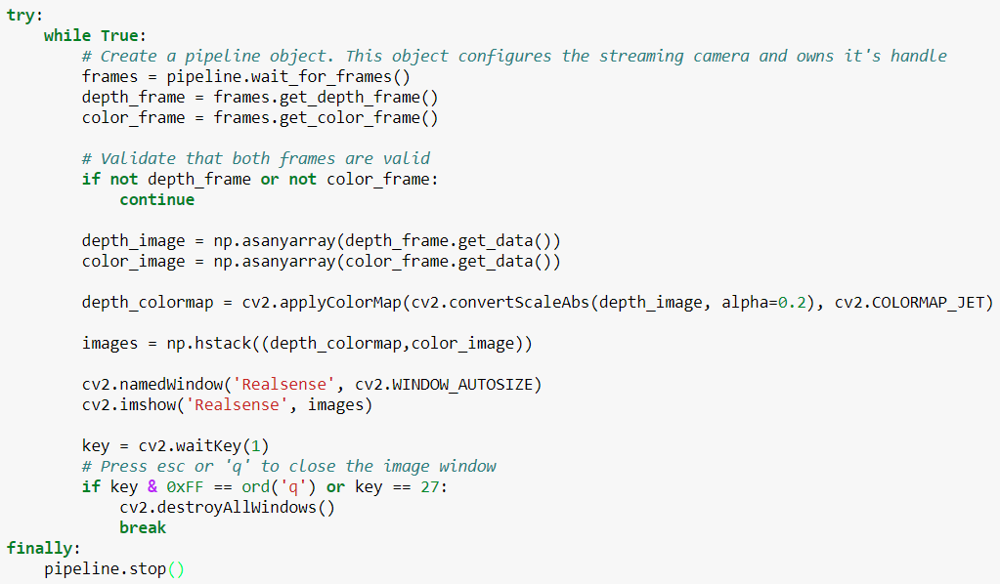 try:
    while True:
        # Create a pipeline object. This object configures the streaming camera and owns it's handle
        frames = pipeline.wait_for_frames()
        depth_frame = frames.get_depth_frame()
        color_frame = frames.get_color_frame()

        # Validate that both frames are valid
        if not depth_frame or not color_frame:
            continue

        depth_image = np.asanyarray(depth_frame.get_data())
        color_image = np.asanyarray(color_frame.get_data())

        depth_colormap = cv2.applyColorMap(cv2.convertScaleAbs(depth_image, alpha=0.2), cv2.COLORMAP_JET)

        images = np.hstack((depth_colormap,color_image))

        cv2.namedWindow('Realsense', cv2.WINDOW_AUTOSIZE)
        cv2.imshow('Realsense', images)

        key = cv2.waitKey(1)
        # Press esc or 'q' to close the image window
        if key & 0xFF == ord('q') or key == 27:
            cv2.destroyAllWindows()
            break
finally:
    pipeline.stop()